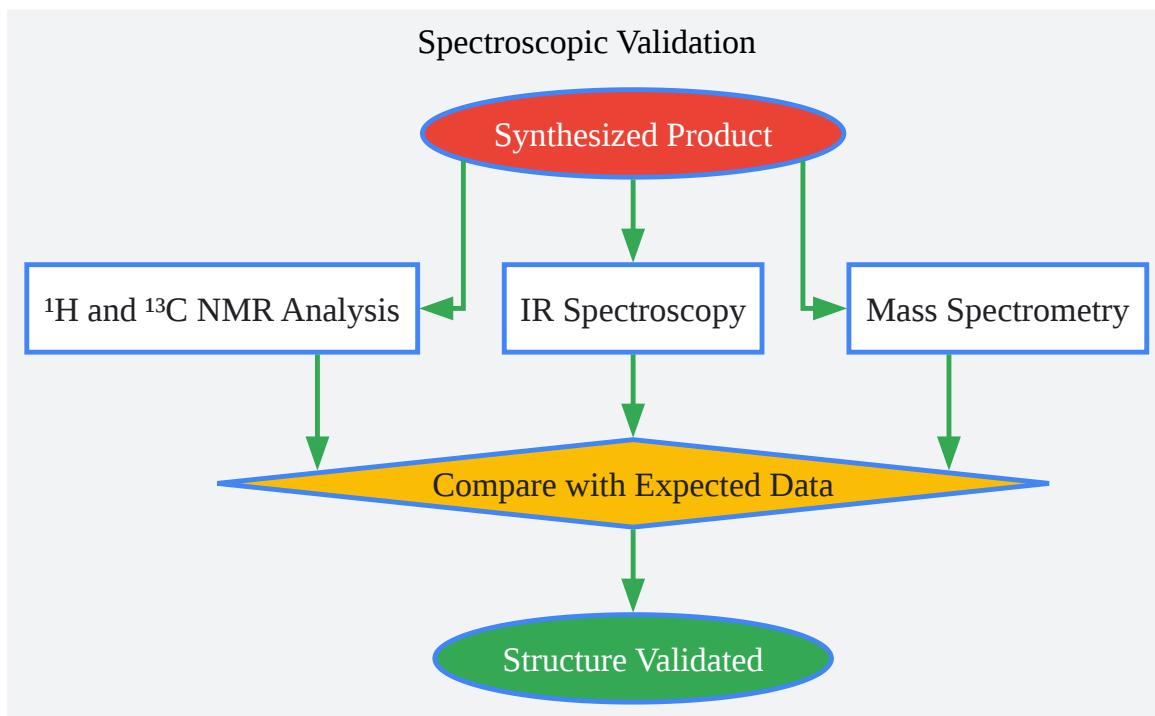 Spectroscopic Validation
Synthesized Product
¹H and ¹³C NMR Analysis
IR Spectroscopy
Mass Spectrometry
Compare with Expected Data
Structure Validated